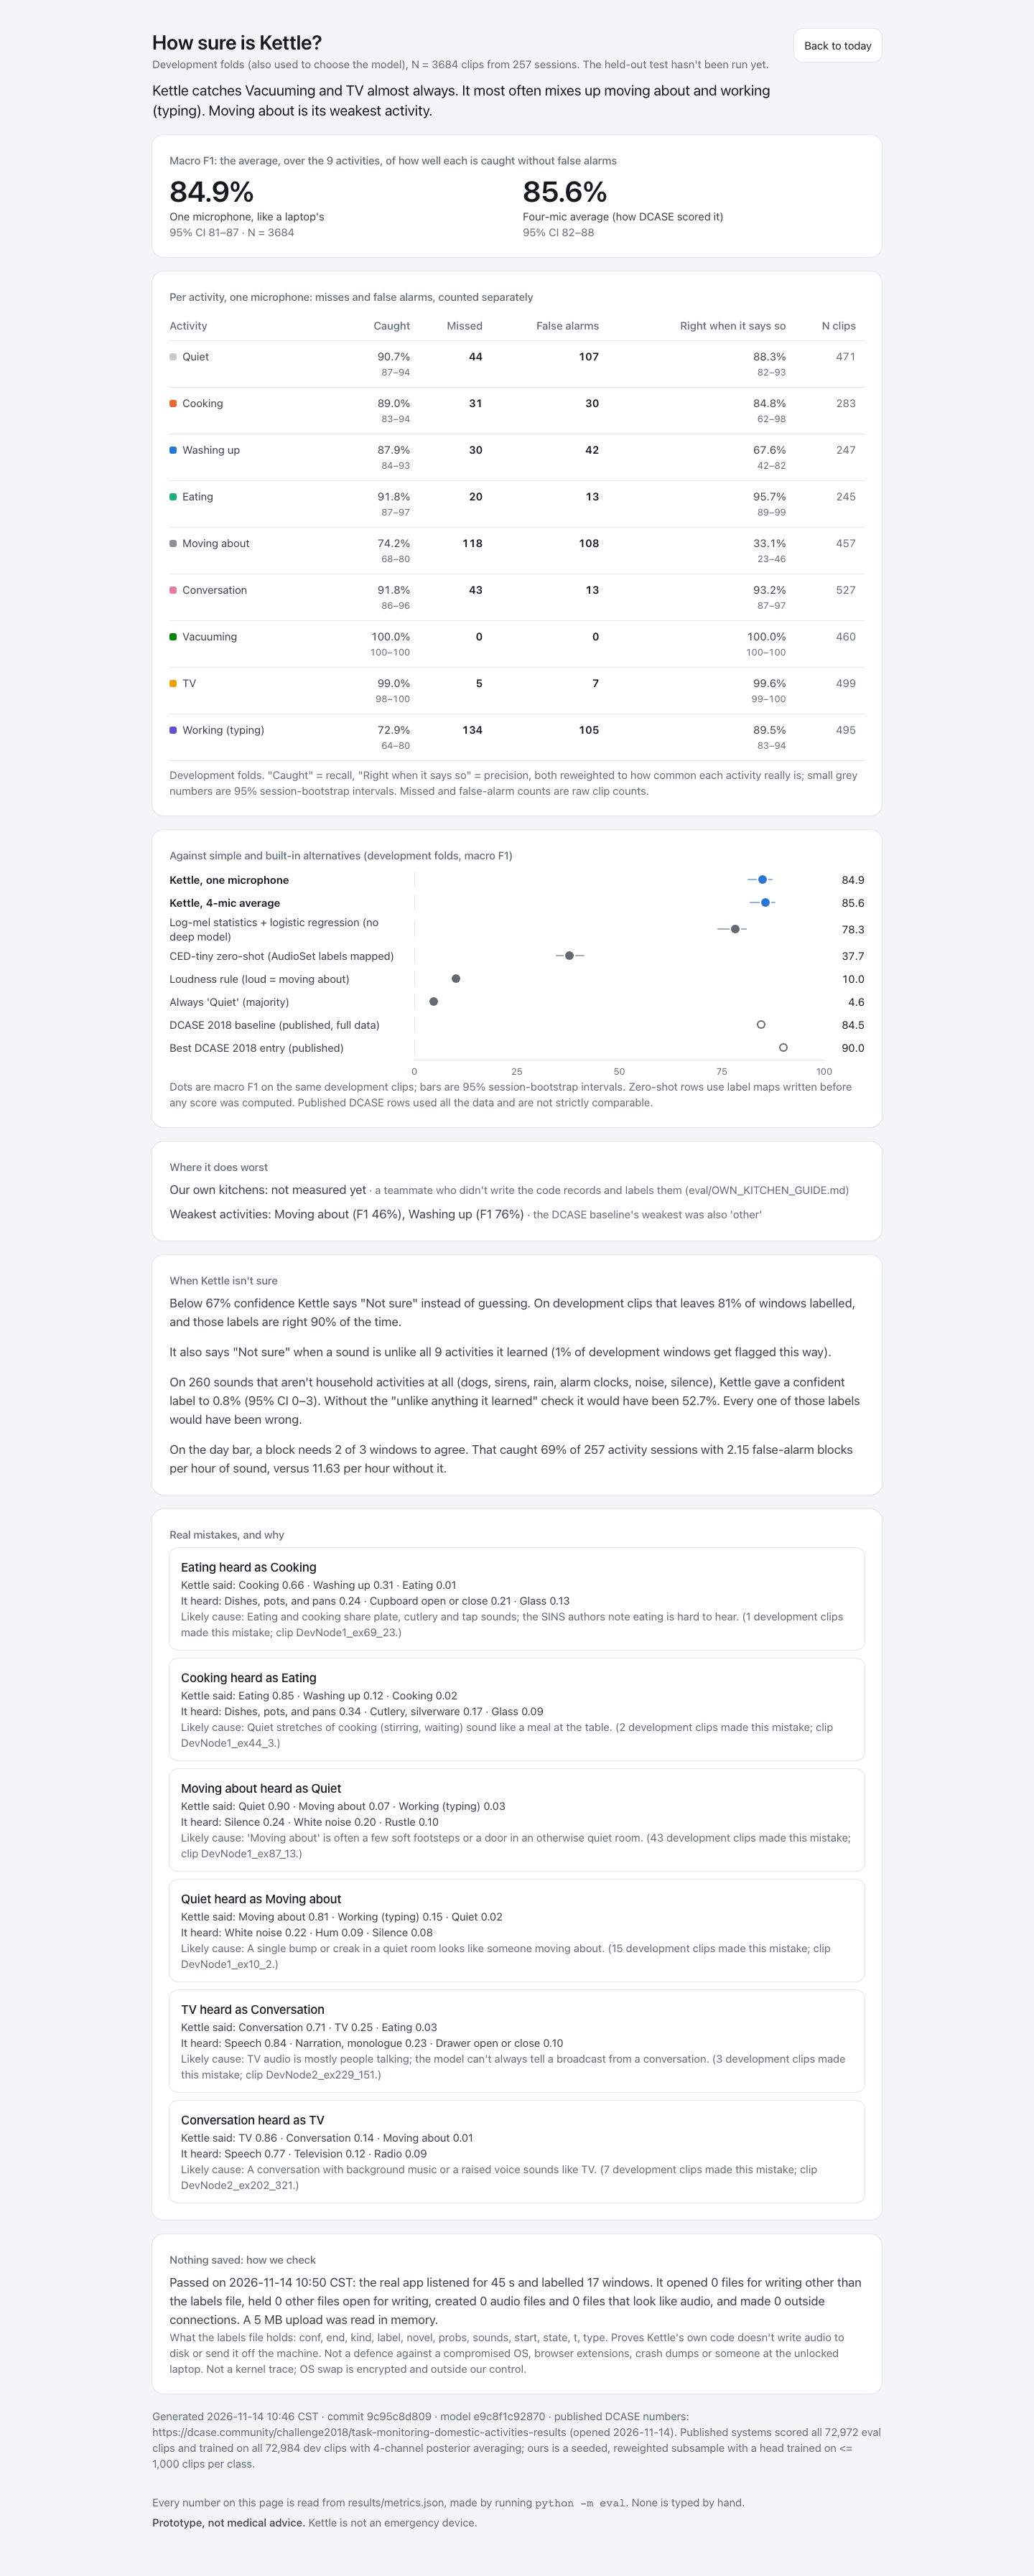 How sure is Kettle?
Back to today
Development folds (also used to choose the model), N = 3684 clips from 257 sessions. The held-out test hasn't been run yet.
Kettle catches Vacuuming and TV almost always. It most often mixes up moving about and working
(typing). Moving about is its weakest activity.
Macro F1: the average, over the 9 activities, of how well each is caught without false alarms
84.9% 85.6%
One microphone, like a laptop's Four-mic average (how DCASE scored it)
95% CI 81–87 · N = 3684 95% CI 82–88
Per activity, one microphone: misses and false alarms, counted separately
Activity Caught Missed False alarms Right when it says so N clips
Quiet 90.7% 44 107 88.3% 471
87–94 82–93
Cooking 89.0% 31 30 84.8% 283
83–94 62–98
Washing up 87.9% 30 42 67.6% 247
84–93 42–82
Eating 91.8% 20 13 95.7% 245
87–97 89–99
Moving about 74.2% 118 108 33.1% 457
68–80 23–46
Conversation 91.8% 43 13 93.2% 527
86–96 87–97
Vacuuming 100.0% 0 0 100.0% 460
100–100 100–100
TV 99.0% 5 7 99.6% 499
98–100 99–100
Working (typing) 72.9% 134 105 89.5% 495
64–80 83–94
Development folds. "Caught" = recall, "Right when it says so" = precision, both reweighted to how common each activity really is; small grey
numbers are 95% session-bootstrap intervals. Missed and false-alarm counts are raw clip counts.
Against simple and built-in alternatives (development folds, macro F1)
Kettle, one microphone 84.9
Kettle, 4-mic average 85.6
Log-mel statistics + logistic regression (no
deep model) 78.3
CED-tiny zero-shot (AudioSet labels mapped) 37.7
Loudness rule (loud = moving about) 10.0
Always 'Quiet' (majority) 4.6
DCASE 2018 baseline (published, full data) 84.5
Best DCASE 2018 entry (published) 90.0
0 25 50 75 100
Dots are macro F1 on the same development clips; bars are 95% session-bootstrap intervals. Zero-shot rows use label maps written before
any score was computed. Published DCASE rows used all the data and are not strictly comparable.
Where it does worst
Our own kitchens: not measured yet · a teammate who didn't write the code records and labels them (eval/OWN_KITCHEN_GUIDE.md)
Weakest activities: Moving about (F1 46%), Washing up (F1 76%) · the DCASE baseline's weakest was also 'other'
When Kettle isn't sure
Below 67% confidence Kettle says "Not sure" instead of guessing. On development clips that leaves 81% of windows labelled,
and those labels are right 90% of the time.
It also says "Not sure" when a sound is unlike all 9 activities it learned (1% of development windows get flagged this way).
On 260 sounds that aren't household activities at all (dogs, sirens, rain, alarm clocks, noise, silence), Kettle gave a confident
label to 0.8% (95% CI 0–3). Without the "unlike anything it learned" check it would have been 52.7%. Every one of those labels
would have been wrong.
On the day bar, a block needs 2 of 3 windows to agree. That caught 69% of 257 activity sessions with 2.15 false-alarm blocks
per hour of sound, versus 11.63 per hour without it.
Real mistakes, and why
Eating heard as Cooking
Kettle said: Cooking 0.66 · Washing up 0.31 · Eating 0.01
It heard: Dishes, pots, and pans 0.24 · Cupboard open or close 0.21 · Glass 0.13
Likely cause: Eating and cooking share plate, cutlery and tap sounds; the SINS authors note eating is hard to hear. (1 development clips
made this mistake; clip DevNode1_ex69_23.)
Cooking heard as Eating
Kettle said: Eating 0.85 · Washing up 0.12 · Cooking 0.02
It heard: Dishes, pots, and pans 0.34 · Cutlery, silverware 0.17 · Glass 0.09
Likely cause: Quiet stretches of cooking (stirring, waiting) sound like a meal at the table. (2 development clips made this mistake; clip
DevNode1_ex44_3.)
Moving about heard as Quiet
Kettle said: Quiet 0.90 · Moving about 0.07 · Working (typing) 0.03
It heard: Silence 0.24 · White noise 0.20 · Rustle 0.10
Likely cause: 'Moving about' is often a few soft footsteps or a door in an otherwise quiet room. (43 development clips made this mistake;
clip DevNode1_ex87_13.)
Quiet heard as Moving about
Kettle said: Moving about 0.81 · Working (typing) 0.15 · Quiet 0.02
It heard: White noise 0.22 · Hum 0.09 · Silence 0.08
Likely cause: A single bump or creak in a quiet room looks like someone moving about. (15 development clips made this mistake; clip
DevNode1_ex10_2.)
TV heard as Conversation
Kettle said: Conversation 0.71 · TV 0.25 · Eating 0.03
It heard: Speech 0.84 · Narration, monologue 0.23 · Drawer open or close 0.10
Likely cause: TV audio is mostly people talking; the model can't always tell a broadcast from a conversation. (3 development clips made
this mistake; clip DevNode2_ex229_151.)
Conversation heard as TV
Kettle said: TV 0.86 · Conversation 0.14 · Moving about 0.01
It heard: Speech 0.77 · Television 0.12 · Radio 0.09
Likely cause: A conversation with background music or a raised voice sounds like TV. (7 development clips made this mistake; clip
DevNode2_ex202_321.)
Nothing saved: how we check
Passed on 2026-11-14 10:50 CST: the real app listened for 45 s and labelled 17 windows. It opened 0 files for writing other than
the labels file, held 0 other files open for writing, created 0 audio files and 0 files that look like audio, and made 0 outside
connections. A 5 MB upload was read in memory.
What the labels file holds: conf, end, kind, label, novel, probs, sounds, start, state, t, type. Proves Kettle's own code doesn't write audio to
disk or send it off the machine. Not a defence against a compromised OS, browser extensions, crash dumps or someone at the unlocked
laptop. Not a kernel trace; OS swap is encrypted and outside our control.
Generated 2026-11-14 10:46 CST · commit 9c95c8d809 · model e9c8f1c92870 · published DCASE numbers:
https://dcase.community/challenge2018/task-monitoring-domestic-activities-results (opened 2026-11-14). Published systems scored all 72,972 eval
clips and trained on all 72,984 dev clips with 4-channel posterior averaging; ours is a seeded, reweighted subsample with a head trained on <=
1,000 clips per class.
Every number on this page is read from results/metrics.json, made by running python -m eval. None is typed by hand.
Prototype, not medical advice. Kettle is not an emergency device.